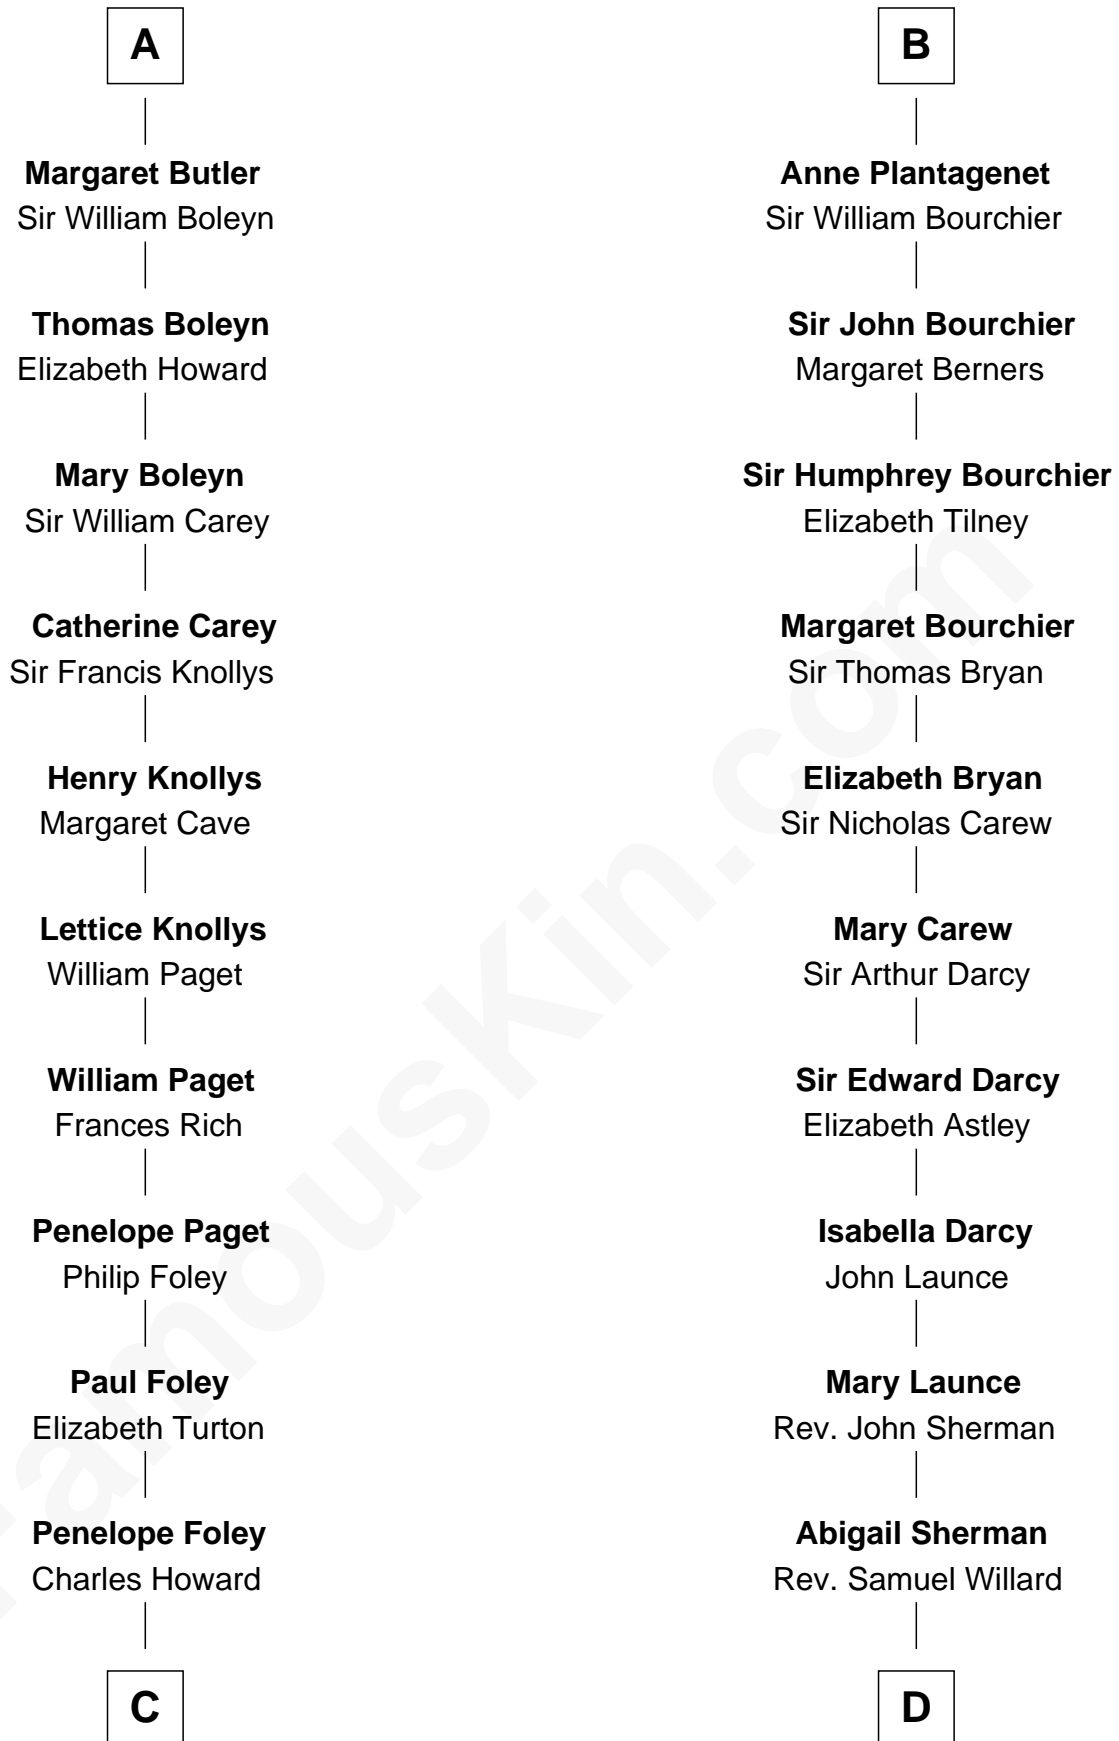 A
Margaret Butler
Sir William Boleyn
Thomas Boleyn
Elizabeth Howard
Mary Boleyn
Sir William Carey
Catherine Carey
Sir Francis Knollys
Henry Knollys
Margaret Cave
Lettice Knollys
William Paget
William Paget
Frances Rich
Penelope Paget
Philip Foley
Paul Foley
Elizabeth Turton
Penelope Foley
Charles Howard
C
B
Anne Plantagenet
Sir William Bourchier
Sir John Bourchier
Margaret Berners
Sir Humphrey Bourchier
Elizabeth Tilney
Margaret Bourchier
Sir Thomas Bryan
Elizabeth Bryan
Sir Nicholas Carew
Mary Carew
Sir Arthur Darcy
Sir Edward Darcy
Elizabeth Astley
Isabella Darcy
John Launce
Mary Launce
Rev. John Sherman
Abigail Sherman
Rev. Samuel Willard
D
FamousKin.com